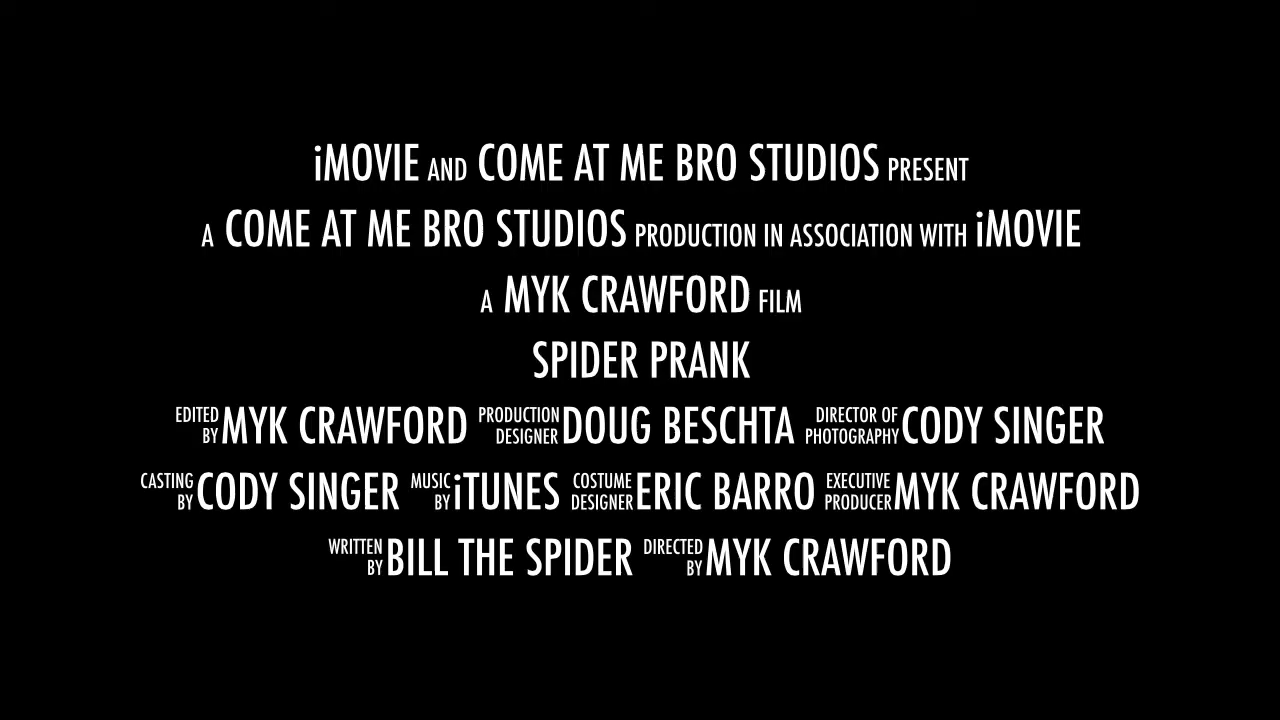 iMOVIE AND COME AT ME BRO STUDIOS PRESENT
A COME AT ME BRO STUDIOS PRODUCTION IN ASSOCIATION WITH iMOVIE
A MYK CRAWFORD FILM
SPIDER PRANK
EDITED BY MYK CRAWFORD PRODUCTION DESIGNER DOUG BESCHTA DIRECTOR OF PHOTOGRAPHY CODY SINGER
CASTING BY CODY SINGER MUSIC BY iTUNES COSTUME DESIGNER ERIC BARRO EXECUTIVE PRODUCER MYK CRAWFORD
WRITTEN BY BILL THE SPIDER DIRECTED BY MYK CRAWFORD